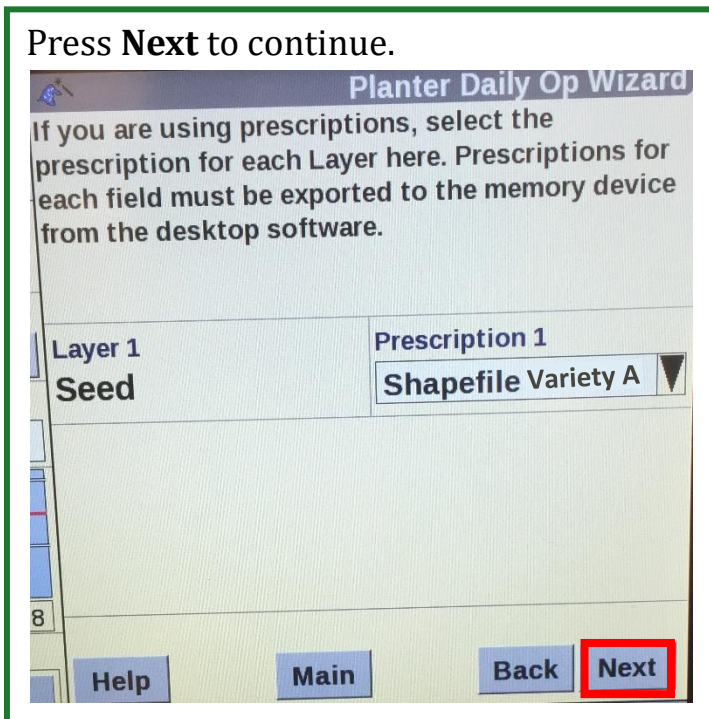 Press Next to continue.
Planter Daily Op Wizard
If you are using prescriptions, select the
prescription for each Layer here. Prescriptions for
each field must be exported to the memory device
from the desktop software.
Layer 1
Prescription 1
Seed
Shapefile Variety A
8
Help
Main
Back
Next